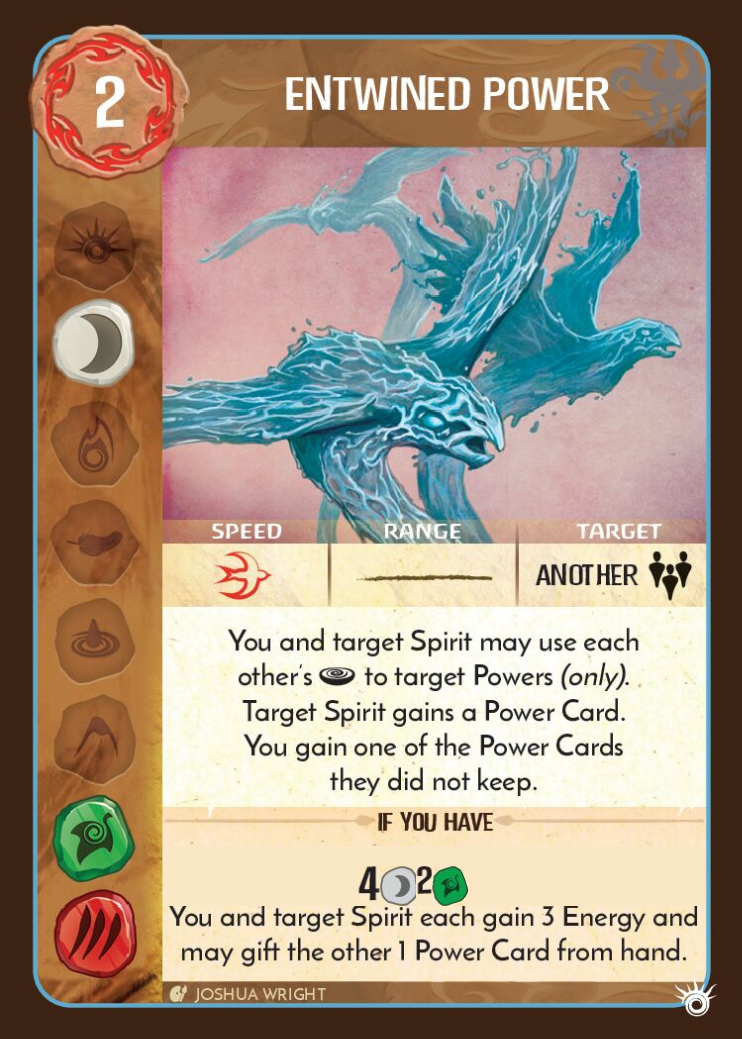 2
ENTWINED POWER
SPEED RANGE TARGET
ANOTHER
You and target Spirit may use each
other's to target Powers (only).
Target Spirit gains a Power Card.
You gain one of the Power Cards
they did not keep.
IF YOU HAVE
4 2
You and target Spirit each gain 3 Energy and
may gift the other 1 Power Card from hand.
JOSHUA WRIGHT